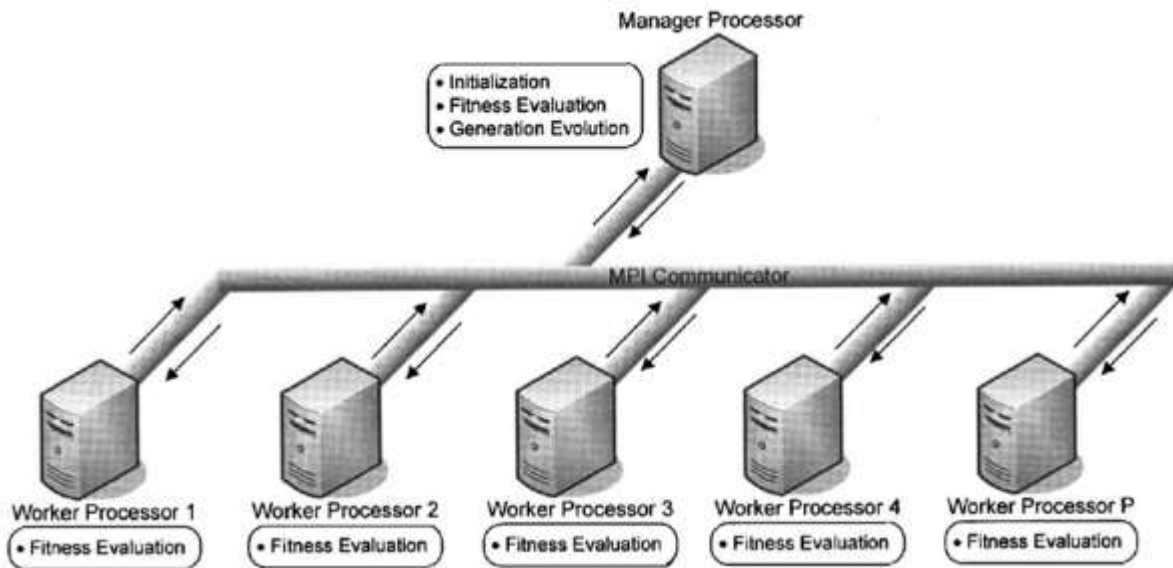 Manager Processor
• Initialization
• Fitness Evaluation
• Generation Evolution
MPI Communicator
Worker Processor 1
Worker Processor 2
Worker Processor 3
Worker Processor 4
Worker Processor P
• Fitness Evaluation
• Fitness Evaluation
• Fitness Evaluation
• Fitness Evaluation
• Fitness Evaluation